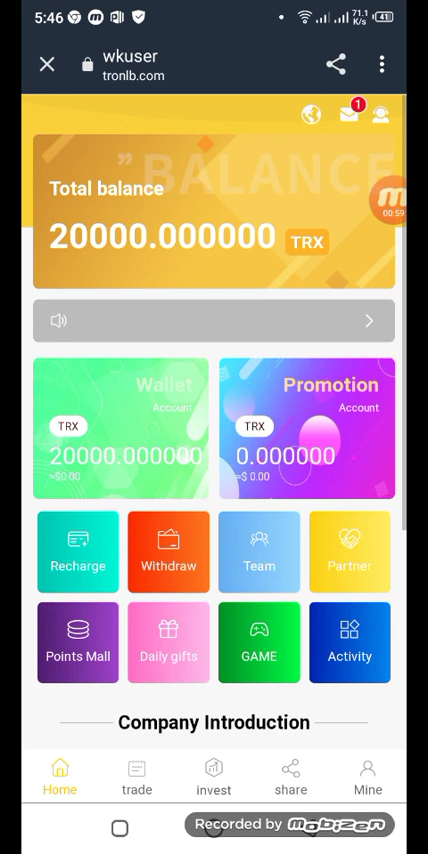 5:46
71.1
K/s
41
wkuser
tronlb.com
1
BALANCE
Total balance
00:59
20000.000000 TRX
Wallet
Account
TRX
20000.000000
≈$0.00
Promotion
Account
TRX
0.000000
≈$ 0.00
Recharge
Withdraw
Team
Partner
Points Mall
Daily gifts
GAME
Activity
Company Introduction
Home
trade
invest
share
Mine
Recorded by mobizen